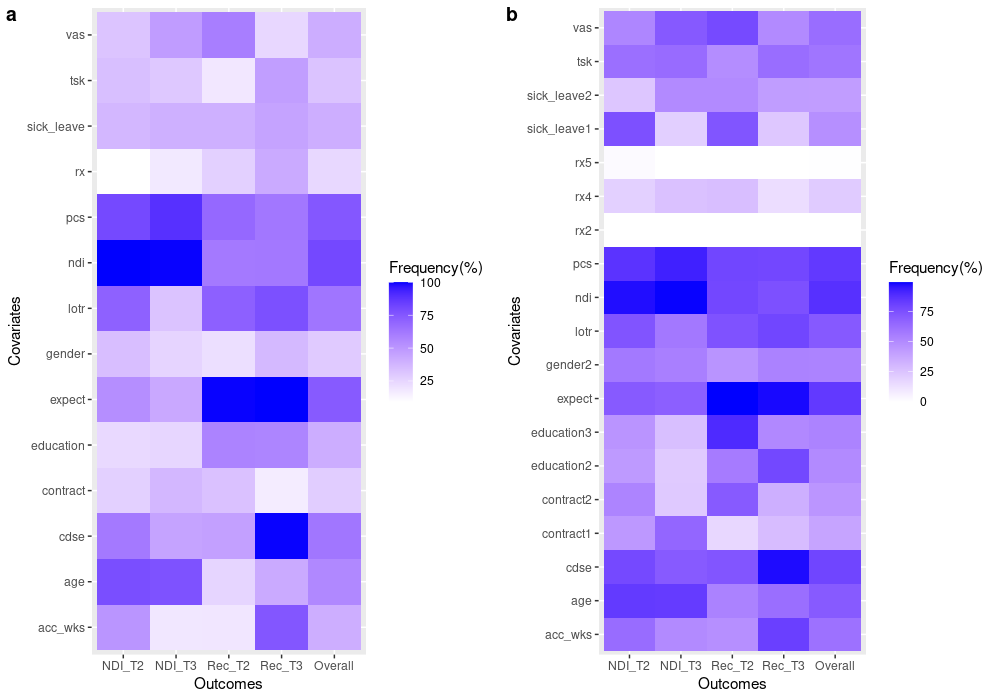 a
Covariates
vas
tsk
sick_leave
rx
pcs
ndi
lotr
gender
expect
education
contract
cdse
age
acc_wks
NDI_T2 NDI_T3 Rec_T2 Rec_T3 Overall
Outcomes
Frequency(%)
100
75
50
25
b
Covariates
vas
tsk
sick_leave2
sick_leave1
rx5
rx4
rx2
pcs
ndi
lotr
gender2
expect
education3
education2
contract2
contract1
cdse
age
acc_wks
NDI_T2 NDI_T3 Rec_T2 Rec_T3 Overall
Outcomes
Frequency(%)
75
50
25
0